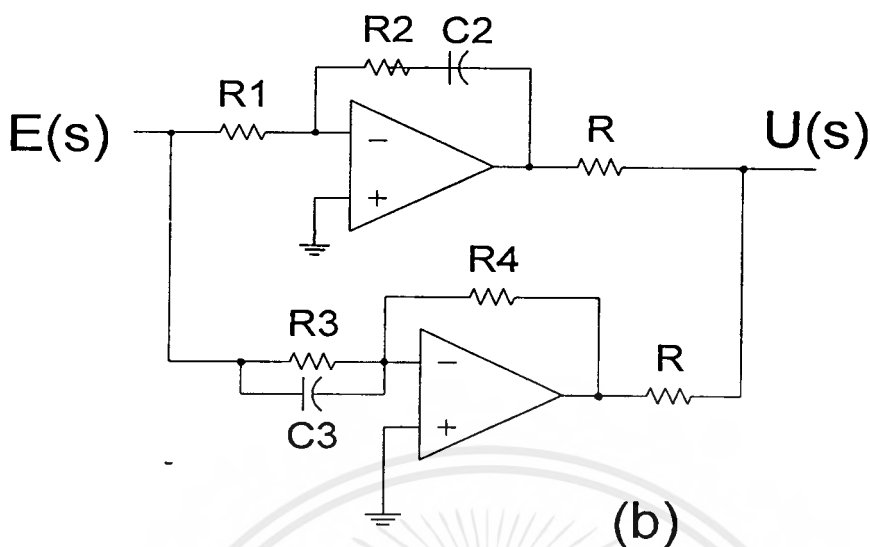 R2 C2
R1
E(s)
−
+
R
U(s)
R4
R3
C3
−
+
R
(b)